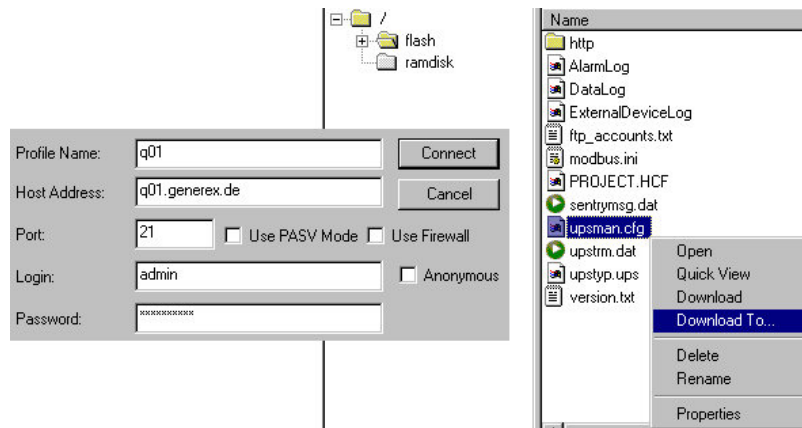 /
flash
ramdisk
Profile Name: q01 Connect
Host Address: q01.generex.de Cancel
Port: 21 Use PASV Mode Use Firewall
Login: admin Anonymous
Password: xxxxxxxxxx
Name
http
AlarmLog
DataLog
ExternalDeviceLog
ftp_accounts.txt
modbus.ini
PROJECT.HCF
sentrymsg.dat
upsman.cfg
upstrm.dat
upstyp.ups
version.txt
Open
Quick View
Download
Download To...
Delete
Rename
Properties